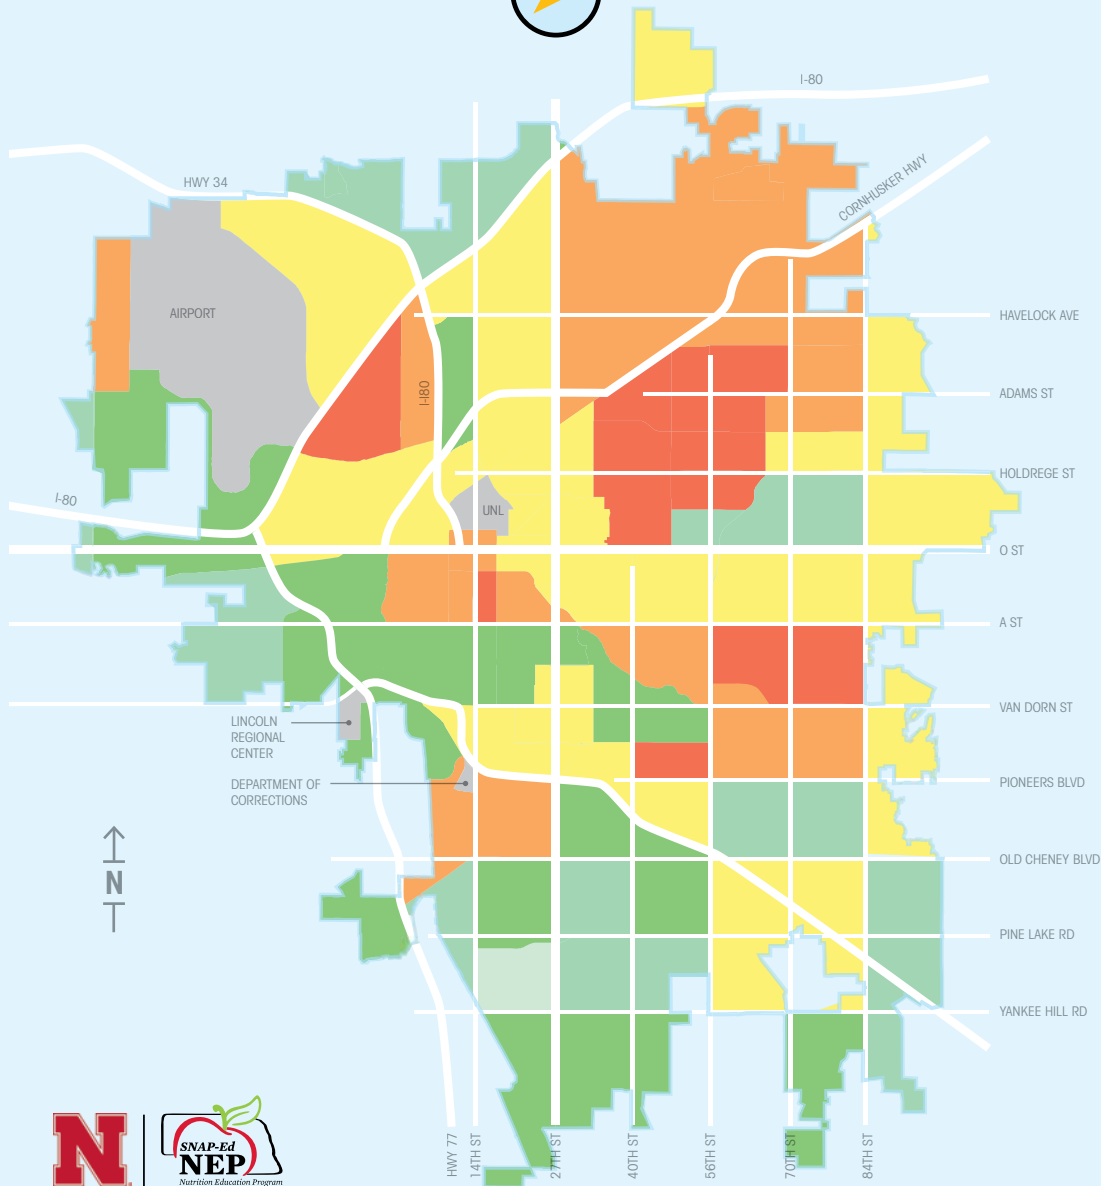 I-80
HWY 34
CORNHUSKER HWY
AIRPORT
HAVELOCK AVE
I-180
ADAMS ST
HOLDREGE ST
I-80
UNL
O ST
A ST
VAN DORN ST
LINCOLN
REGIONAL
CENTER
DEPARTMENT OF
CORRECTIONS
PIONEERS BLVD
OLD CHENEY BLVD
N
PINE LAKE RD
YANKEE HILL RD
HWY 77
14TH ST
27TH ST
40TH ST
56TH ST
70TH ST
84TH ST
N
SNAP-Ed
NEP
Nutrition Education Program